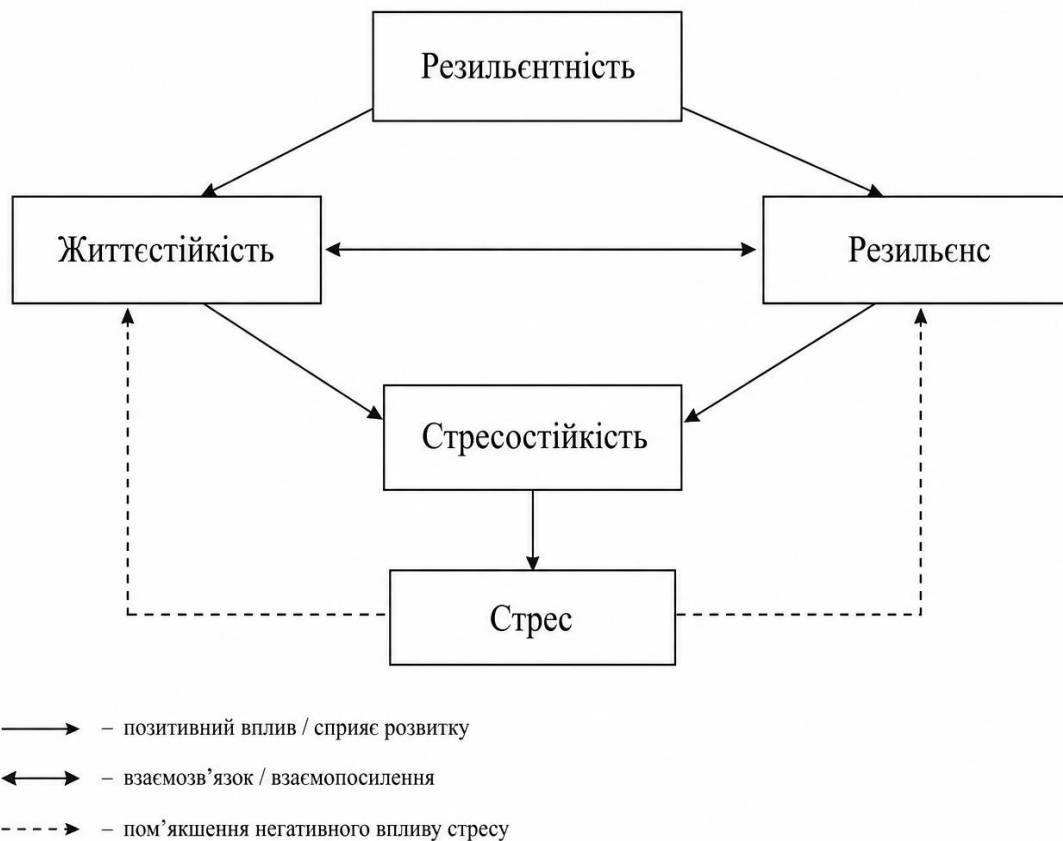 Резильєнтність
Життєстійкість
Резильєнс
Стресостійкість
Стрес
– позитивний вплив / сприяє розвитку
– взаємозв’язок / взаємопосилення
– пом’якшення негативного впливу стресу